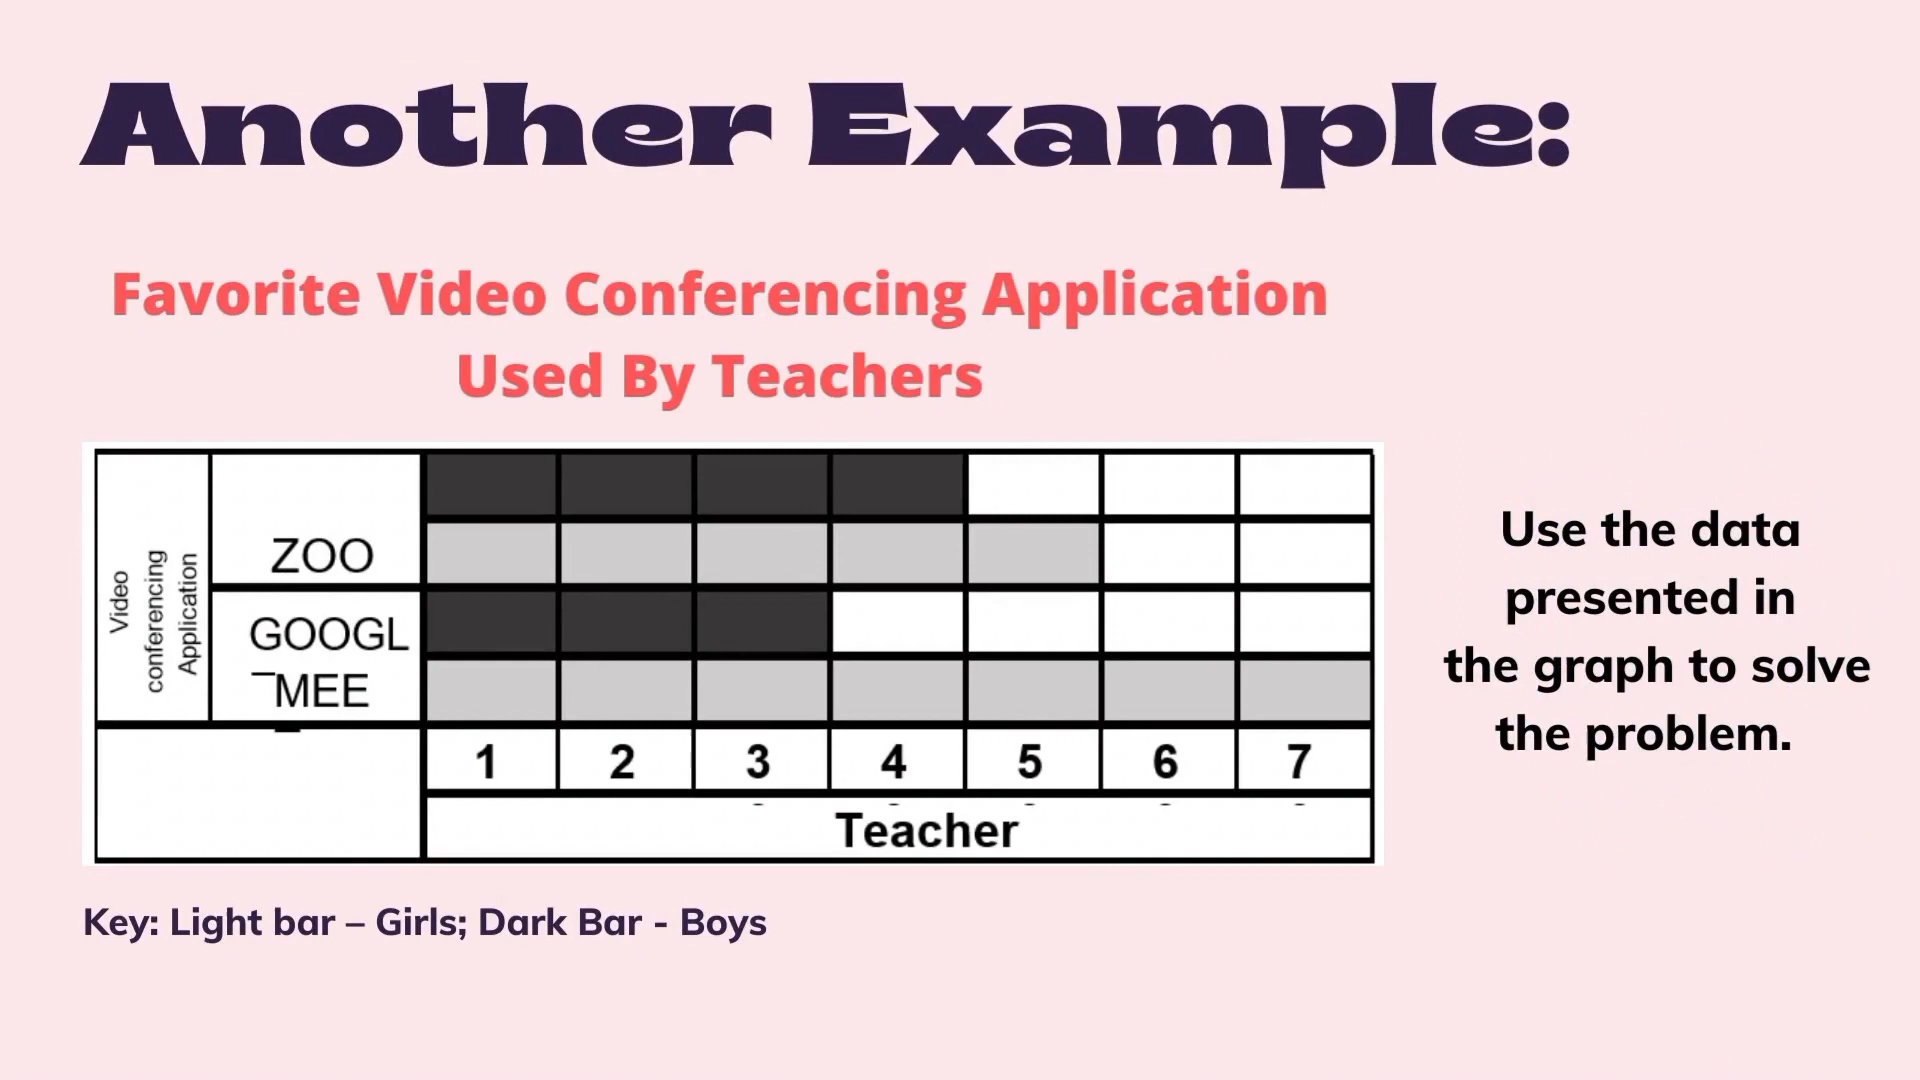 Another Example:
Favorite Video Conferencing Application
Used By Teachers
Video
conferencing
Application
ZOO
GOOGL
MEE
1 2 3 4 5 6 7
Teacher
Use the data
presented in
the graph to solve
the problem.
Key: Light bar – Girls; Dark Bar - Boys